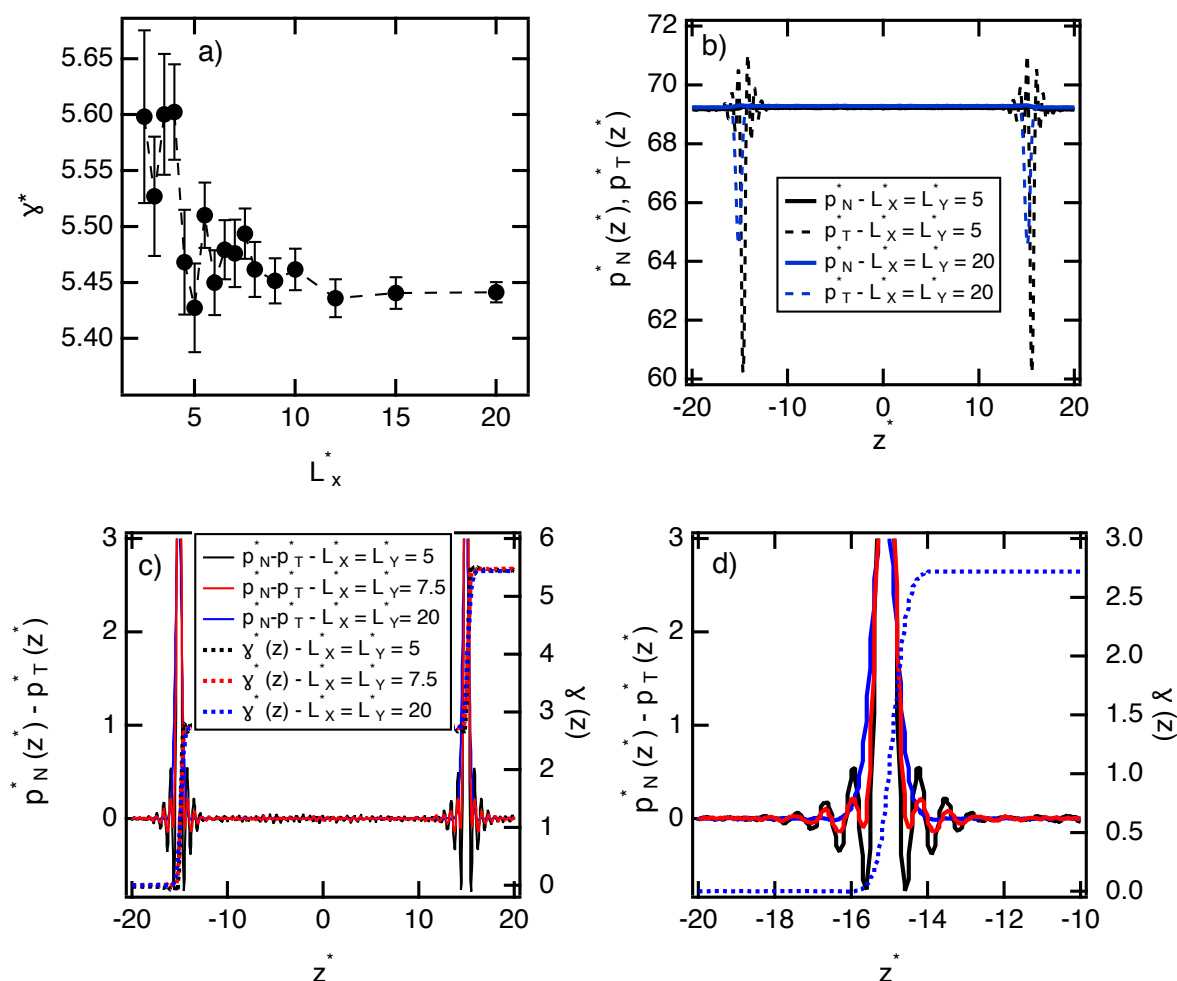 a)
5.65
5.60
5.55
5.50
5.45
5.40
γ*
5
10
15
20
L*x
b)
72
70
68
66
64
62
60
p*N(z*), p*T(z*)
p*N - L*X = L*Y = 5
p*T - L*X = L*Y = 5
p*N - L*X = L*Y = 20
p*T - L*X = L*Y = 20
-20
-10
0
10
20
z*
c)
3
2
1
0
p*N(z*) - p*T(z*)
p*N-p*T - L*X = L*Y = 5
p*N-p*T - L*X = L*Y= 7.5
p*N-p*T - L*X = L*Y= 20
γ*(z) - L*X = L*Y = 5
γ*(z) - L*X = L*Y = 7.5
γ*(z) - L*X = L*Y = 20
6
5
4
3
2
1
0
γ (z)
-20
-10
0
10
20
z*
d)
3
2
1
0
p*N(z*) - p*T(z*)
3.0
2.5
2.0
1.5
1.0
0.5
0.0
γ (z)
-20
-18
-16
-14
-12
-10
z*